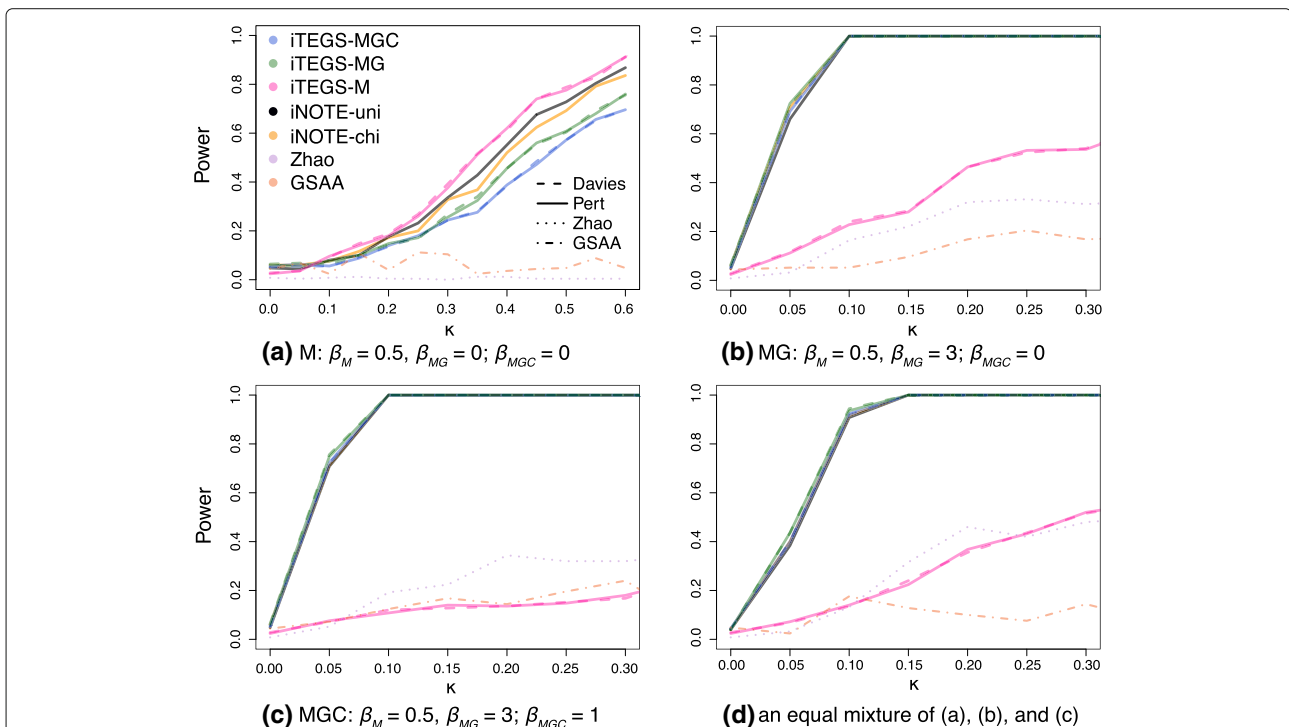 Power
1.0
0.8
0.6
0.4
0.2
0.0
iTEGS-MGC
iTEGS-MG
iTEGS-M
iNOTE-uni
iNOTE-chi
Zhao
GSAA
Davies
Pert
Zhao
GSAA
0.0 0.1 0.2 0.3 0.4 0.5 0.6
κ
(a) M: βM = 0.5, βMG = 0; βMGC = 0
1.0
0.8
0.6
0.4
0.2
0.0
0.00 0.05 0.10 0.15 0.20 0.25 0.30
κ
(b) MG: βM = 0.5, βMG = 3; βMGC = 0
Power
1.0
0.8
0.6
0.4
0.2
0.0
0.00 0.05 0.10 0.15 0.20 0.25 0.30
κ
(c) MGC: βM = 0.5, βMG = 3; βMGC = 1
1.0
0.8
0.6
0.4
0.2
0.0
0.00 0.05 0.10 0.15 0.20 0.25 0.30
κ
(d) an equal mixture of (a), (b), and (c)